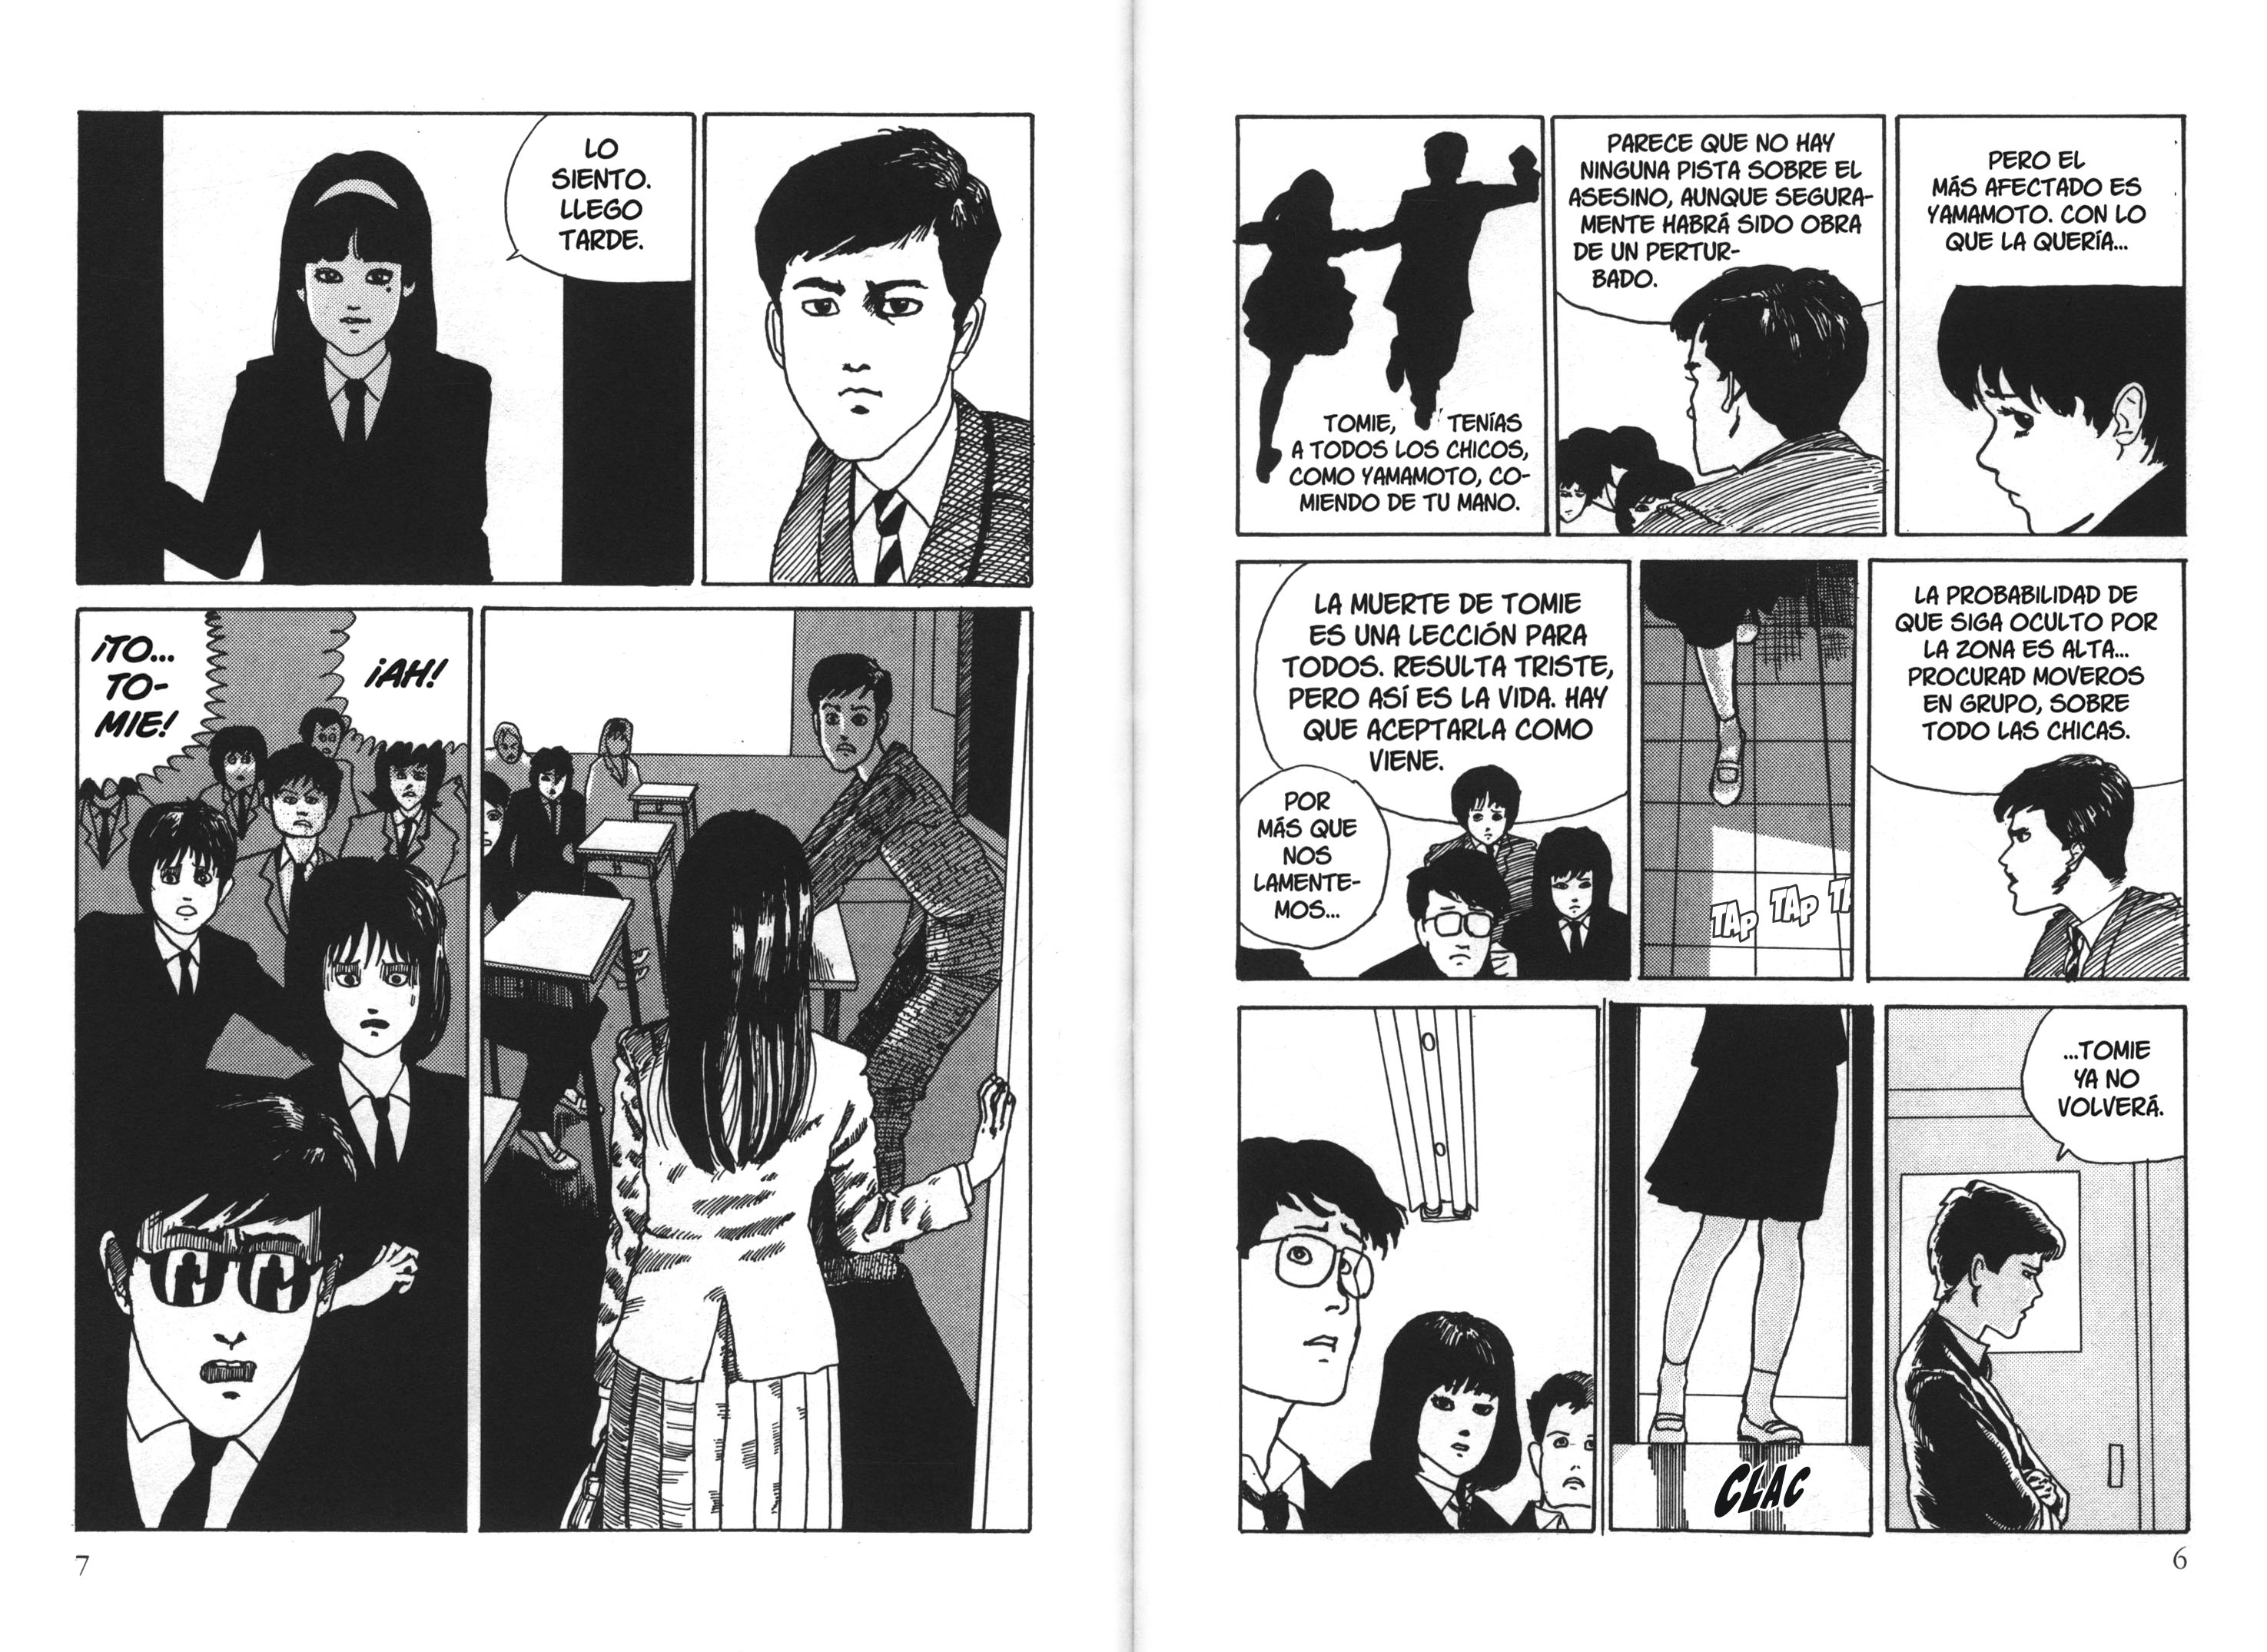 PERO EL
MÁS AFECTADO ES
YAMAMOTO. CON LO
QUE LA QUERÍA...
PARECE QUE NO HAY
NINGUNA PISTA SOBRE EL
ASESINO, AUNQUE SEGURA-
MENTE HABRÁ SIDO OBRA
DE UN PERTUR-
BADO.
TOMIE, TENÍAS
A TODOS LOS CHICOS,
COMO YAMAMOTO, CO-
MIENDO DE TU MANO.
LA PROBABILIDAD DE
QUE SIGA OCULTO POR
LA ZONA ES ALTA...
PROCURAD MOVEROS
EN GRUPO, SOBRE
TODO LAS CHICAS.
TAP TAP
LA MUERTE DE TOMIE
ES UNA LECCIÓN PARA
TODOS. RESULTA TRISTE,
PERO ASÍ ES LA VIDA. HAY
QUE ACEPTARLA COMO
VIENE.
POR
MÁS QUE
NOS
LAMENTE-
MOS...
...TOMIE
YA NO
VOLVERÁ.
CLAC
6
LO
SIENTO.
LLEGO
TARDE.
¡AH!
¡TO...
TO-
MIE!
7